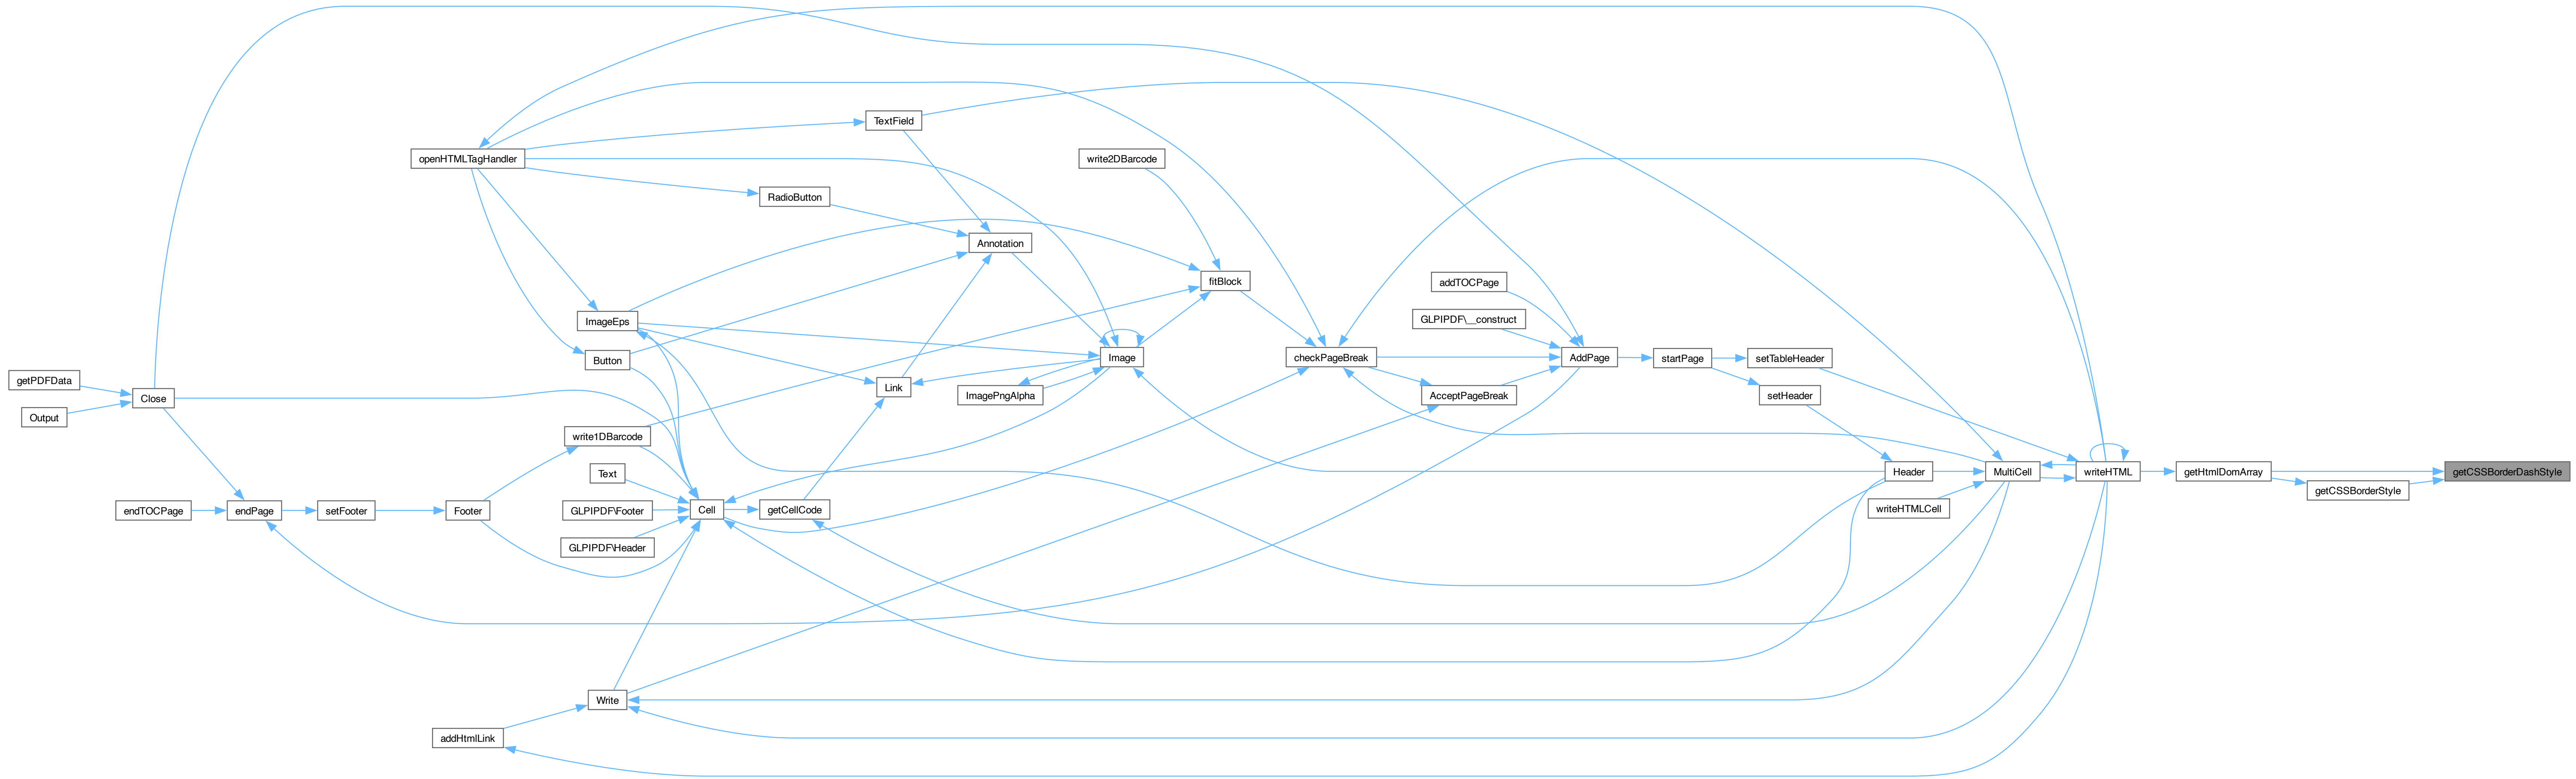 TextField
openHTMLTagHandler
write2DBarcode
RadioButton
Annotation
fitBlock
addTOCPage
ImageEps
GLPIPDF\__construct
Button
Image
checkPageBreak
AddPage
startPage
setTableHeader
getPDFData
Close
Link
ImagePngAlpha
AcceptPageBreak
setHeader
Output
write1DBarcode
Text
Header
MultiCell
writeHTML
getHtmlDomArray
getCSSBorderDashStyle
getCSSBorderStyle
endTOCPage
endPage
setFooter
Footer
GLPIPDF\Footer
Cell
getCellCode
writeHTMLCell
GLPIPDF\Header
Write
addHtmlLink